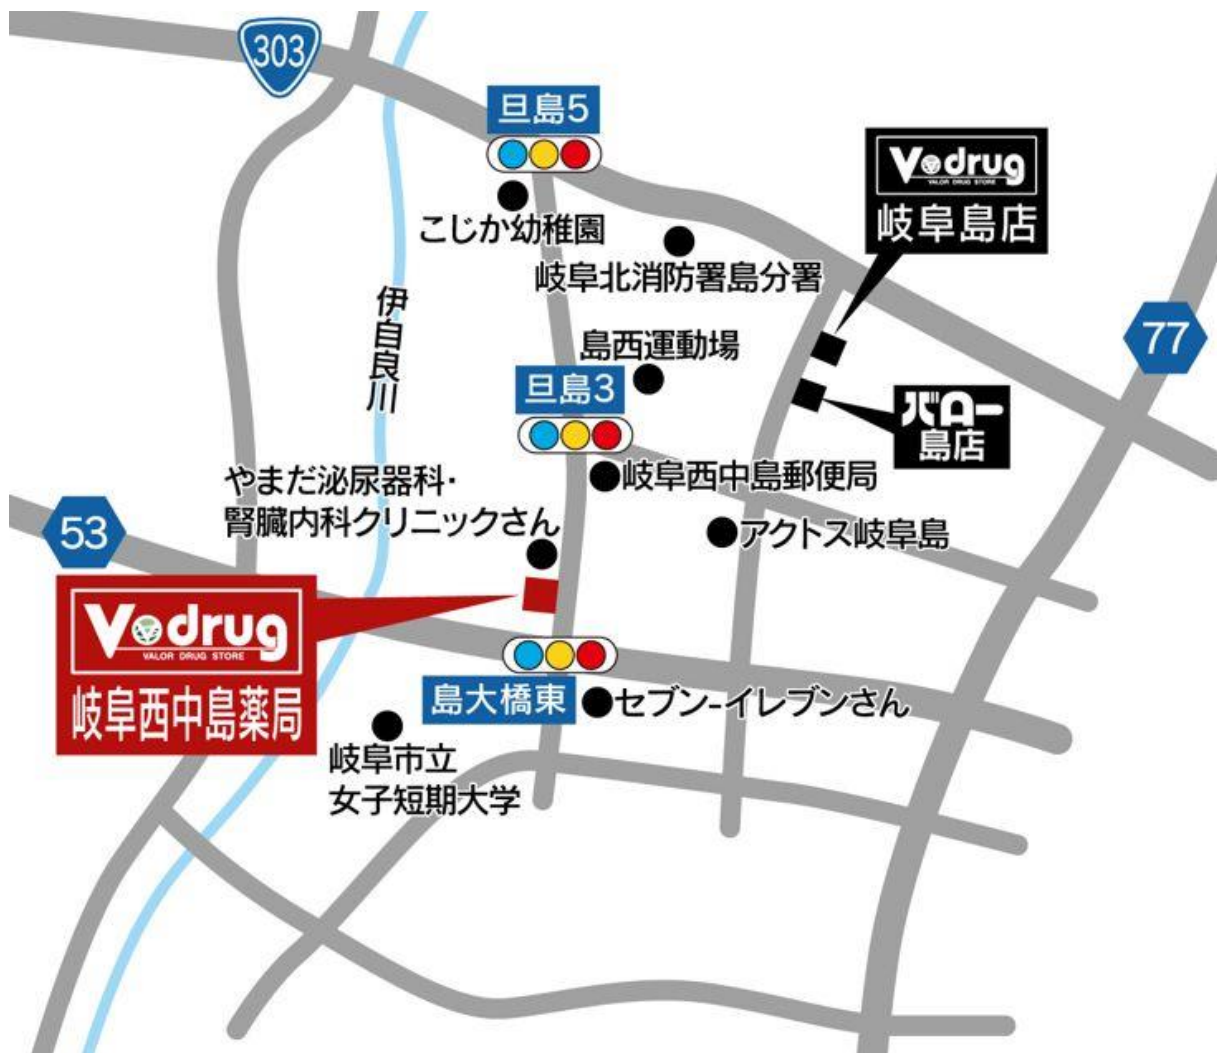 303
旦島5
V drug
VALOR DRUG STORE
岐阜島店
こじか幼稚園
岐阜北消防署島分署
伊自良川
島西運動場
77
旦島3
バロー
島店
やまだ泌尿器科・
腎臓内科クリニックさん
岐阜西中島郵便局
53
アクトス岐阜島
V drug
VALOR DRUG STORE
岐阜西中島薬局
島大橋東
セブン-イレブンさん
岐阜市立
女子短期大学